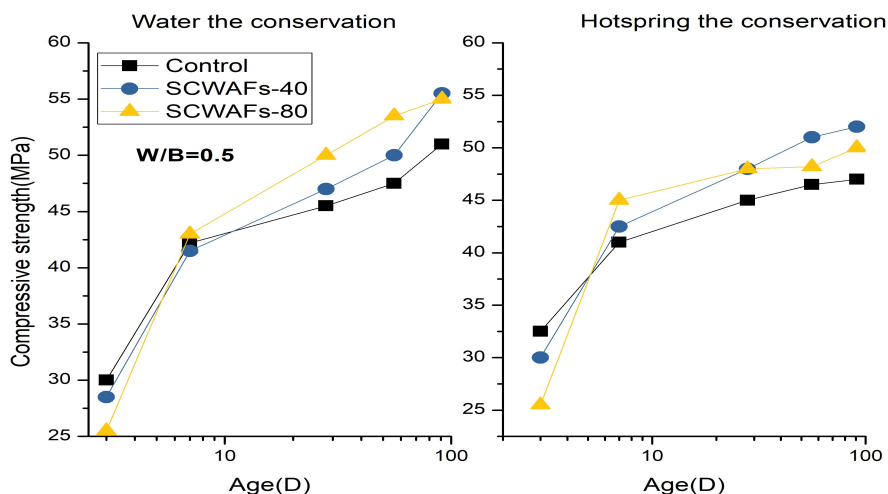 Water the conservation
Hotspring the conservation
Compressive strength(MPa)
60
55
50
45
40
35
30
25
Control
SCWAFs-40
SCWAFs-80
W/B=0.5
10
100
Age(D)
60
55
50
45
40
35
30
25
10
100
Age(D)